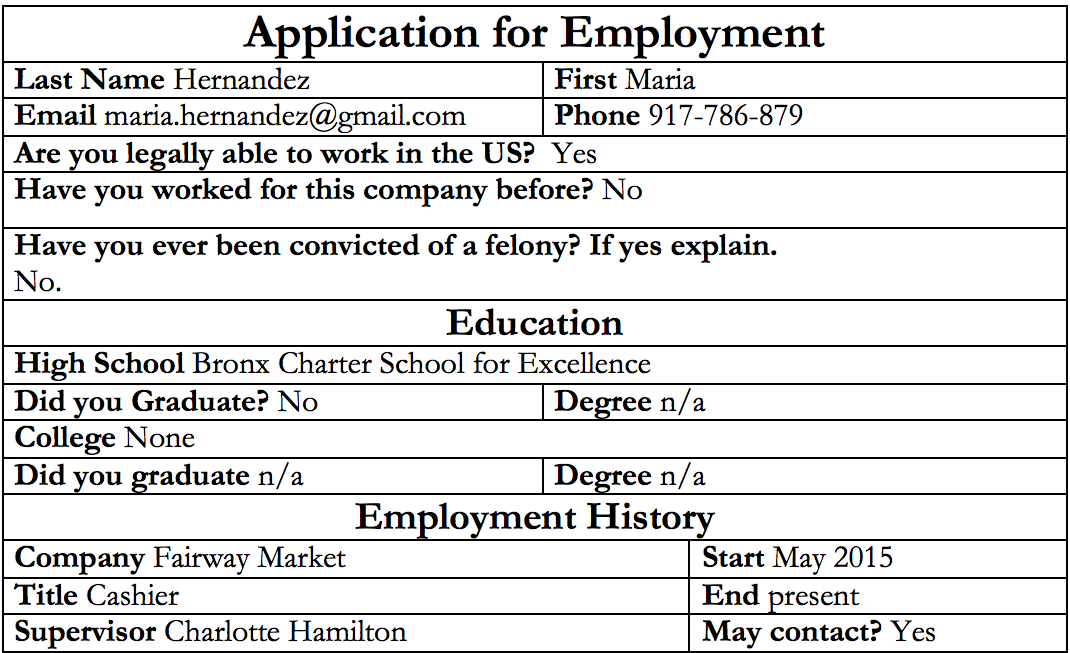 Application for Employment
Last Name Hernandez First Maria
Email maria.hernandez@gmail.com Phone 917-786-879
Are you legally able to work in the US?  Yes
Have you worked for this company before? No
Have you ever been convicted of a felony? If yes explain.
No.
Education
High School Bronx Charter School for Excellence
Did you Graduate? No Degree n/a
College None
Did you graduate n/a Degree n/a
Employment History
Company Fairway Market Start May 2015
Title Cashier End present
Supervisor Charlotte Hamilton May contact? Yes